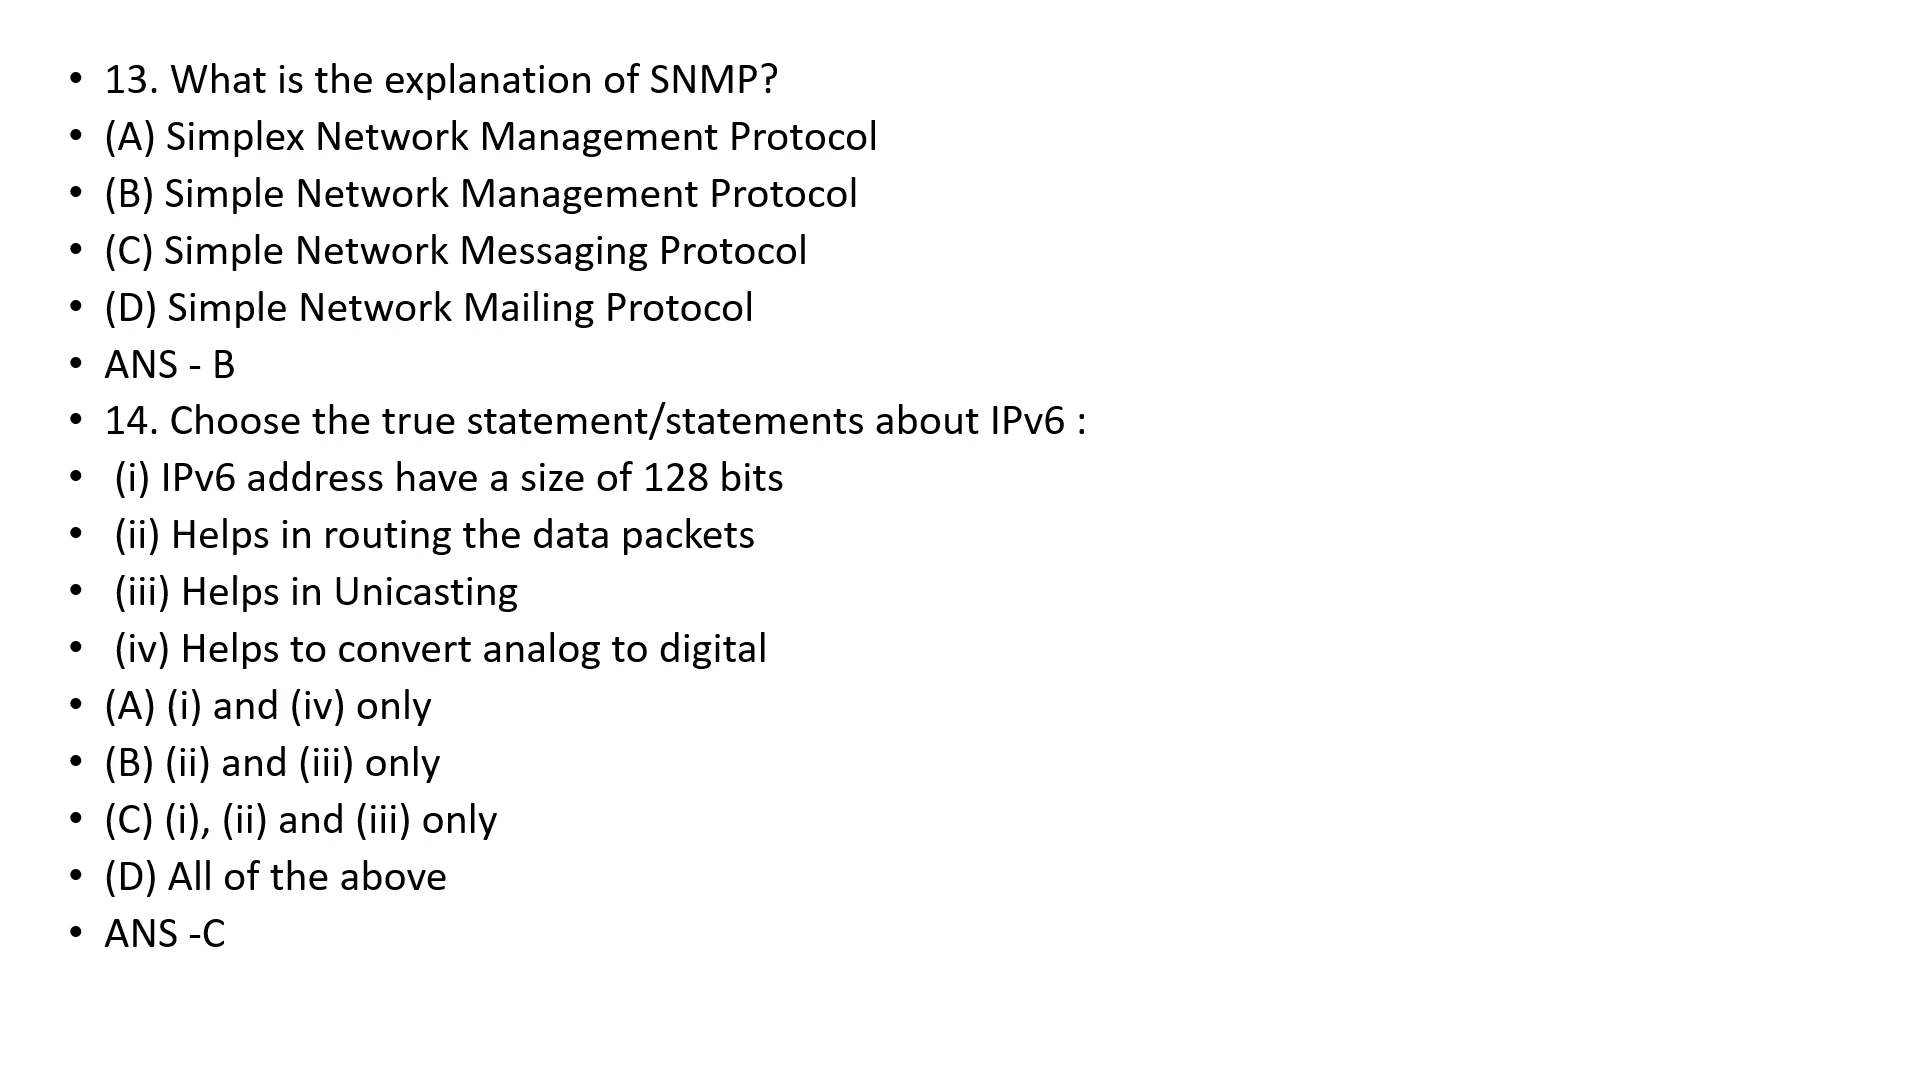 • 13. What is the explanation of SNMP?
• (A) Simplex Network Management Protocol
• (B) Simple Network Management Protocol
• (C) Simple Network Messaging Protocol
• (D) Simple Network Mailing Protocol
• ANS - B
• 14. Choose the true statement/statements about IPv6 :
• (i) IPv6 address have a size of 128 bits
• (ii) Helps in routing the data packets
• (iii) Helps in Unicasting
• (iv) Helps to convert analog to digital
• (A) (i) and (iv) only
• (B) (ii) and (iii) only
• (C) (i), (ii) and (iii) only
• (D) All of the above
• ANS -C